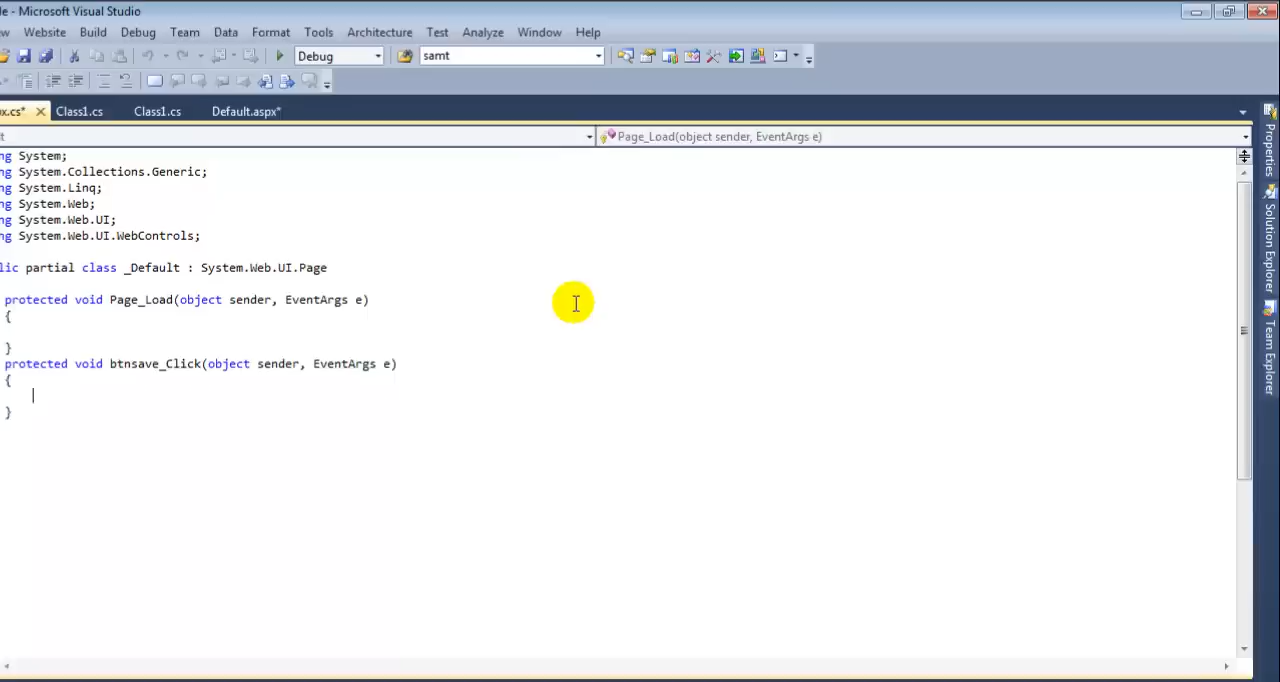 le - Microsoft Visual Studio
ew Website Build Debug Team Data Format Tools Architecture Test Analyze Window Help
Debug samt
px.cs* Class1.cs Class1.cs Default.aspx*
t Page_Load(object sender, EventArgs e)
ng System;
ng System.Collections.Generic;
ng System.Linq;
ng System.Web;
ng System.Web.UI;
ng System.Web.UI.WebControls;
lic partial class _Default : System.Web.UI.Page
protected void Page_Load(object sender, EventArgs e)
{
}
protected void btnsave_Click(object sender, EventArgs e)
{
}
Properties
Solution Explorer
Team Explorer